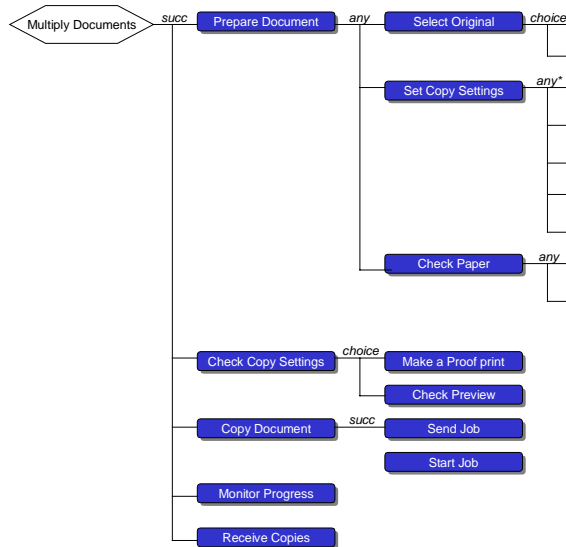 Multiply Documents succ Prepare Document any Select Original choice
Set Copy Settings any*
Check Paper any
Check Copy Settings choice Make a Proof print
Check Preview
Copy Document succ Send Job
Start Job
Monitor Progress
Receive Copies